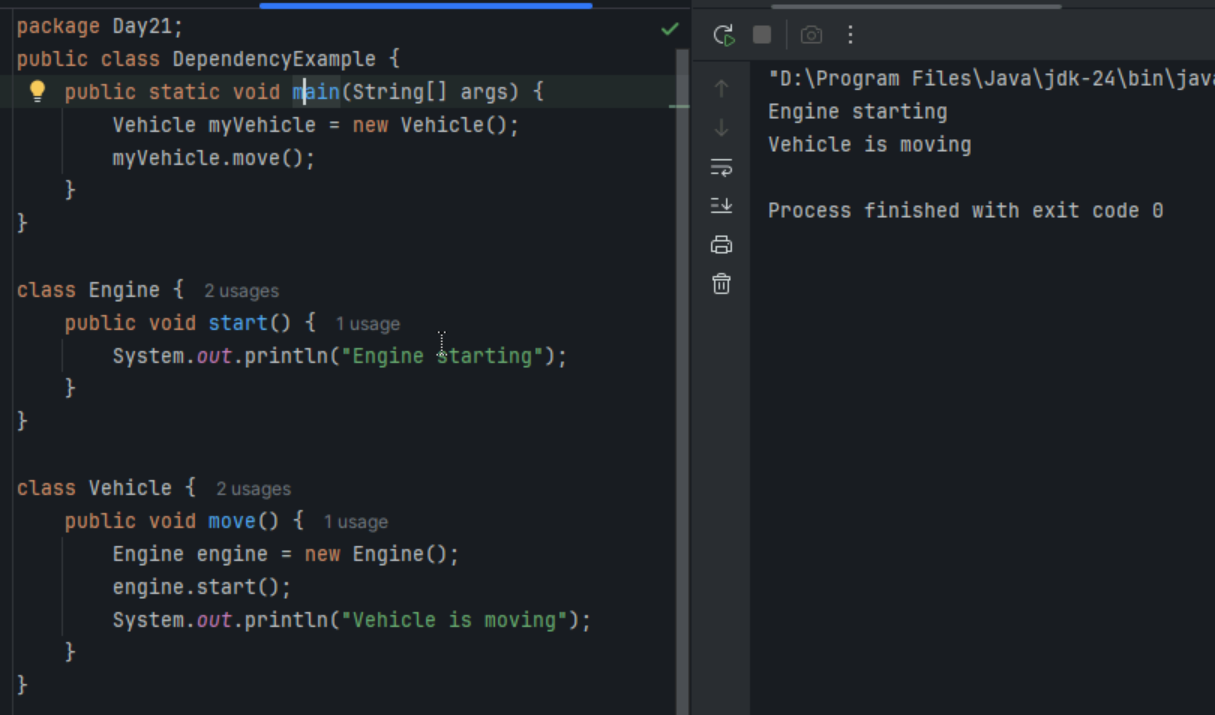 package Day21;
public class DependencyExample {
    public static void main(String[] args) {
        Vehicle myVehicle = new Vehicle();
        myVehicle.move();
    }
}

class Engine {  2 usages
    public void start() {  1 usage
        System.out.println("Engine starting");
    }
}

class Vehicle {  2 usages
    public void move() {  1 usage
        Engine engine = new Engine();
        engine.start();
        System.out.println("Vehicle is moving");
    }
}
"D:\Program Files\Java\jdk-24\bin\java
Engine starting
Vehicle is moving

Process finished with exit code 0